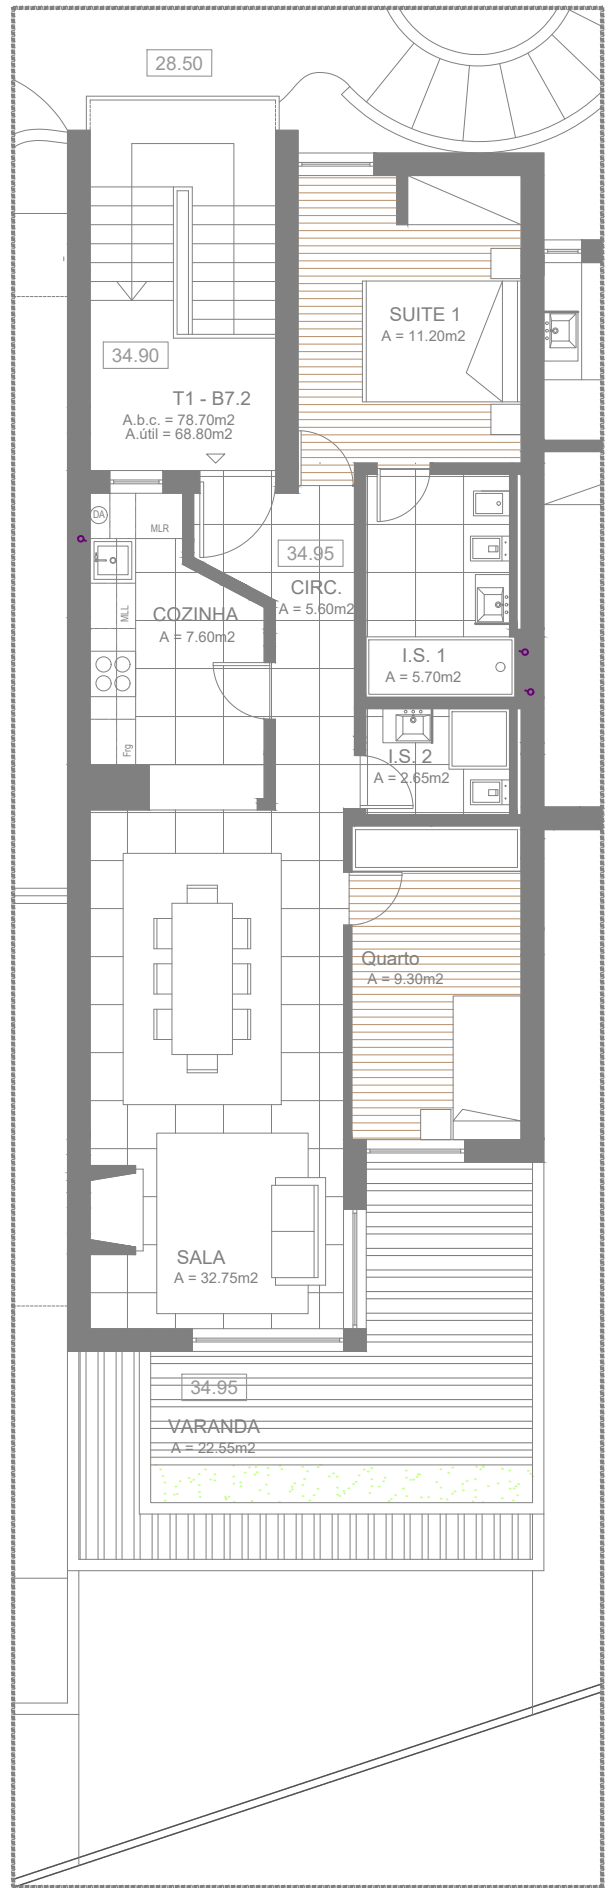 28.50
SUITE 1
A = 11.20m2
34.90
T1 - B7.2
A.b.c. = 78.70m2
A.útil = 68.80m2
DA
MLR
34.95
CIRC.
A = 5.60m2
MLL
COZINHA
A = 7.60m2
I.S. 1
A = 5.70m2
Frg
I.S. 2
A = 2.65m2
Quarto
A = 9.30m2
SALA
A = 32.75m2
34.95
VARANDA
A = 22.55m2